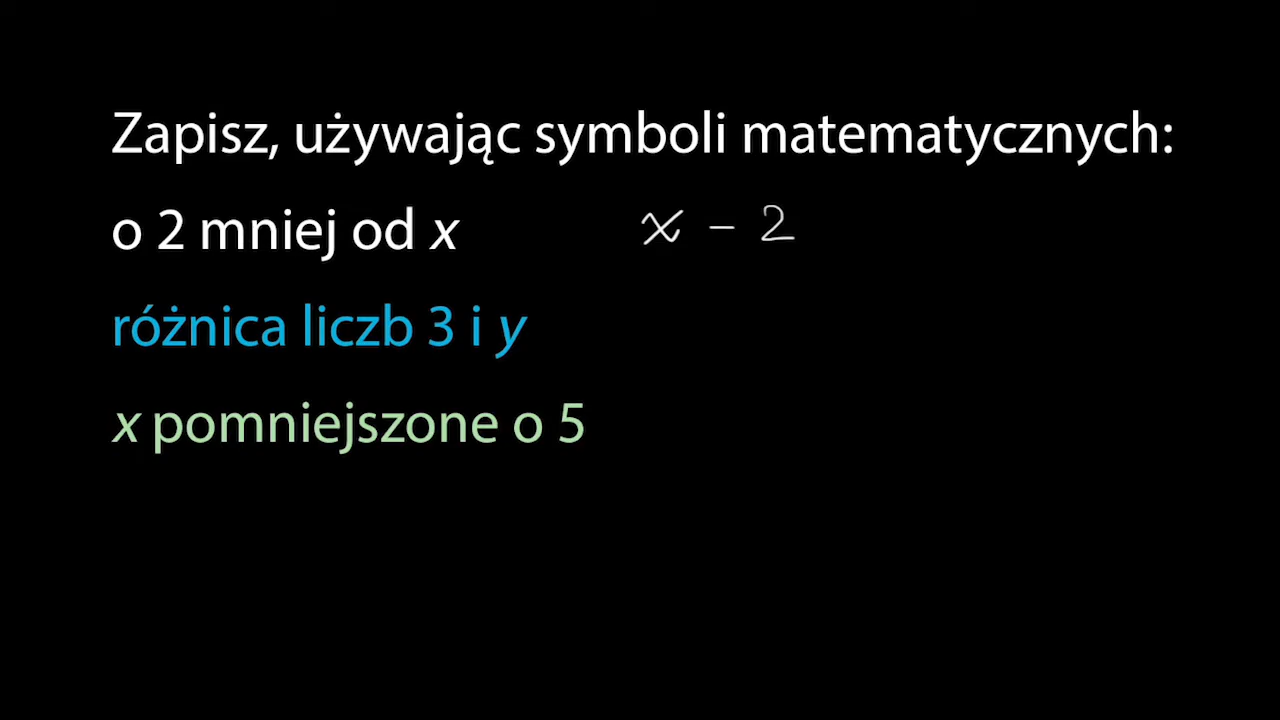 Zapisz, używając symboli matematycznych:
o 2 mniej od x x - 2
różnica liczb 3 i y
x pomniejszone o 5